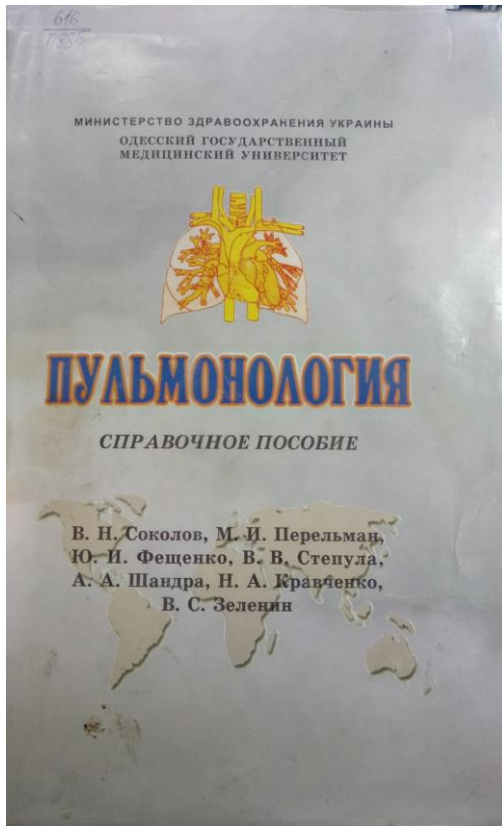 616
МИНИСТЕРСТВО ЗДРАВООХРАНЕНИЯ УКРАИНЫ
ОДЕССКИЙ ГОСУДАРСТВЕННЫЙ
МЕДИЦИНСКИЙ УНИВЕРСИТЕТ
ПУЛЬМОНОЛОГИЯ
СПРАВОЧНОЕ ПОСОБИЕ
В. Н. Соколов, М. И. Перельман,
Ю. И. Фещенко, В. В. Степула,
А. А. Шандра, Н. А. Кравченко,
В. С. Зеленин